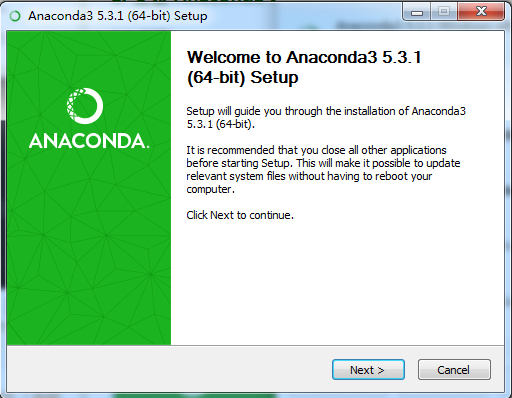 Anaconda3 5.3.1 (64-bit) Setup
Welcome to Anaconda3 5.3.1
(64-bit) Setup
Setup will guide you through the installation of Anaconda3
5.3.1 (64-bit).
It is recommended that you close all other applications
before starting Setup. This will make it possible to update
relevant system files without having to reboot your
computer.
Click Next to continue.
ANACONDA.
Next >
Cancel